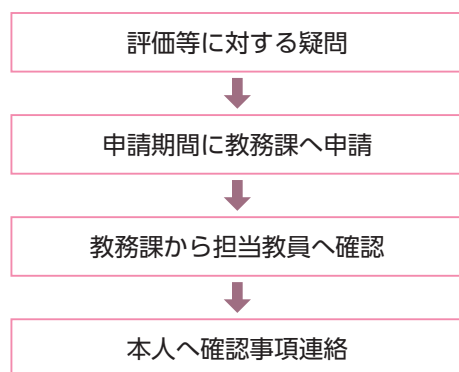 評価等に対する疑問
申請期間に教務課へ申請
教務課から担当教員へ確認
本人へ確認事項連絡